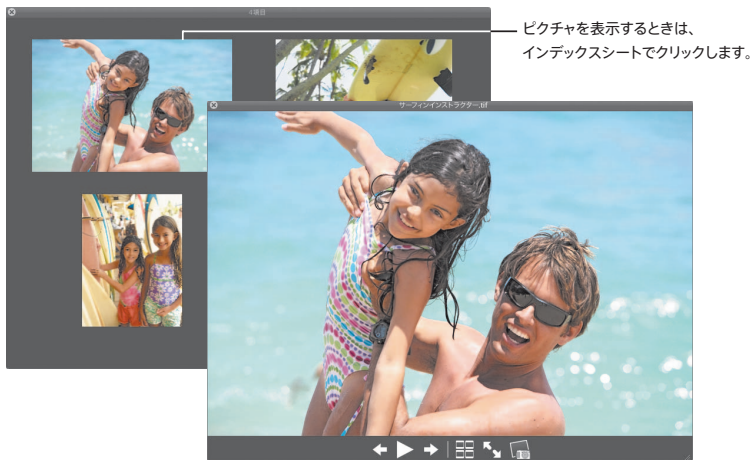 4項目
ピクチャを表示するときは、
インデックスシートでクリックします。
サーフィンインストラクター.tif